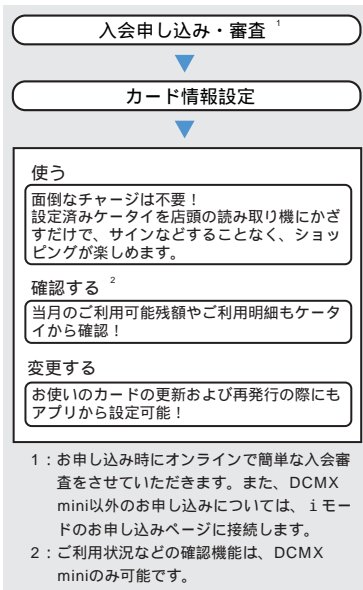 入会申し込み・審査 1
カード情報設定
使う
面倒なチャージは不要！
設定済みケータイを店頭の読み取り機にかざ
すだけで、サインなどすることなく、ショッ
ピングが楽しめます。
確認する 2
当月のご利用可能残額やご利用明細もケータ
イから確認！
変更する
お使いのカードの更新および再発行の際にも
アプリから設定可能！
1：お申し込み時にオンラインで簡単な入会審
査をさせていただきます。また、DCMX
mini以外のお申し込みについては、ｉモー
ドのお申し込みページに接続します。
2：ご利用状況などの確認機能は、DCMX
miniのみ可能です。